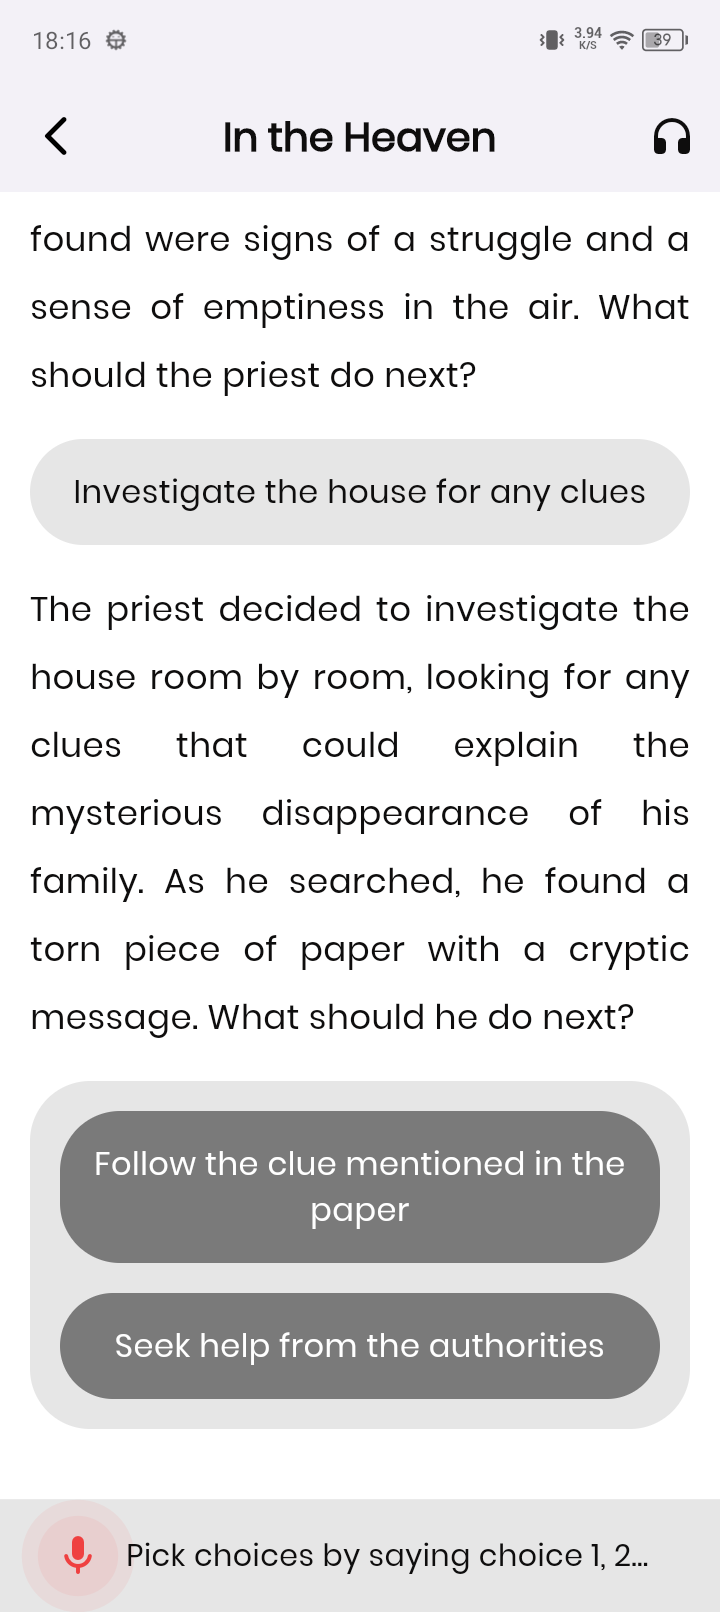 18:16
3.94
K/S
39
In the Heaven
found were signs of a struggle and a
sense of emptiness in the air. What
should the priest do next?
Investigate the house for any clues
The priest decided to investigate the
house room by room, looking for any
clues that could explain the
mysterious disappearance of his
family. As he searched, he found a
torn piece of paper with a cryptic
message. What should he do next?
Follow the clue mentioned in the
paper
Seek help from the authorities
Pick choices by saying choice 1, 2...